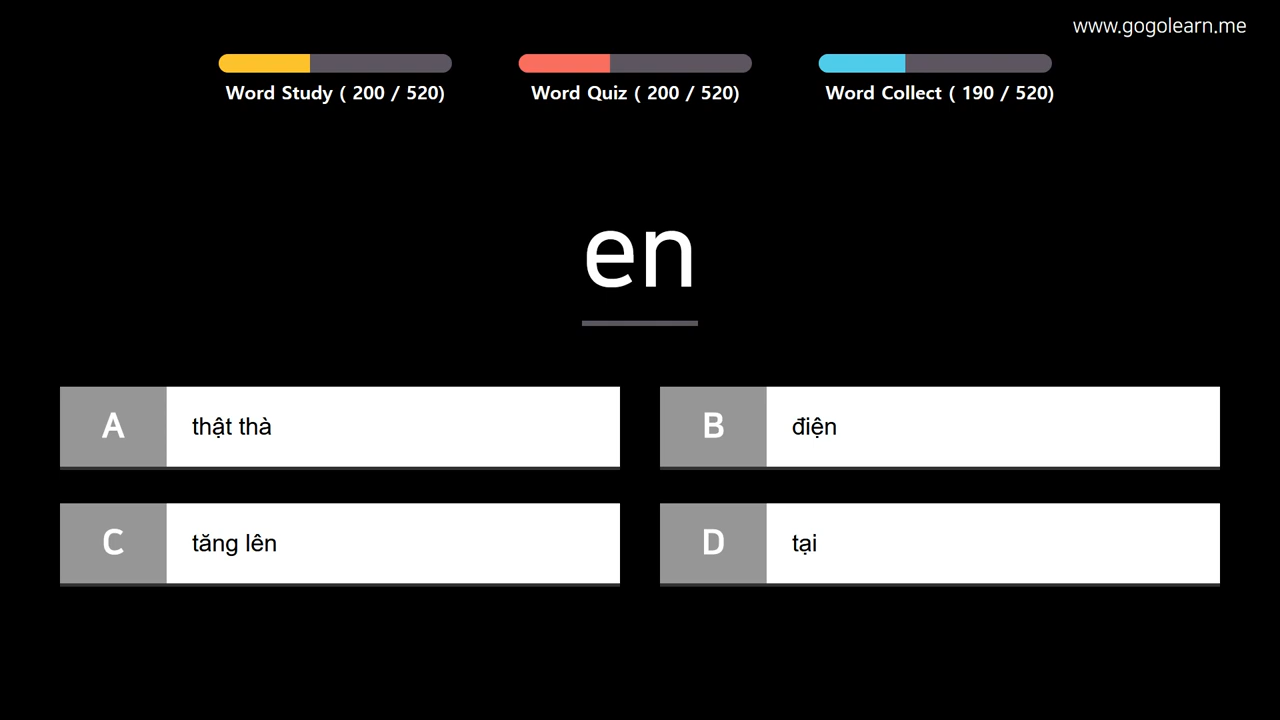 www.gogolearn.me
Word Study ( 200 / 520)
Word Quiz ( 200 / 520)
Word Collect ( 190 / 520)
en
A thật thà
B điện
C tăng lên
D tại